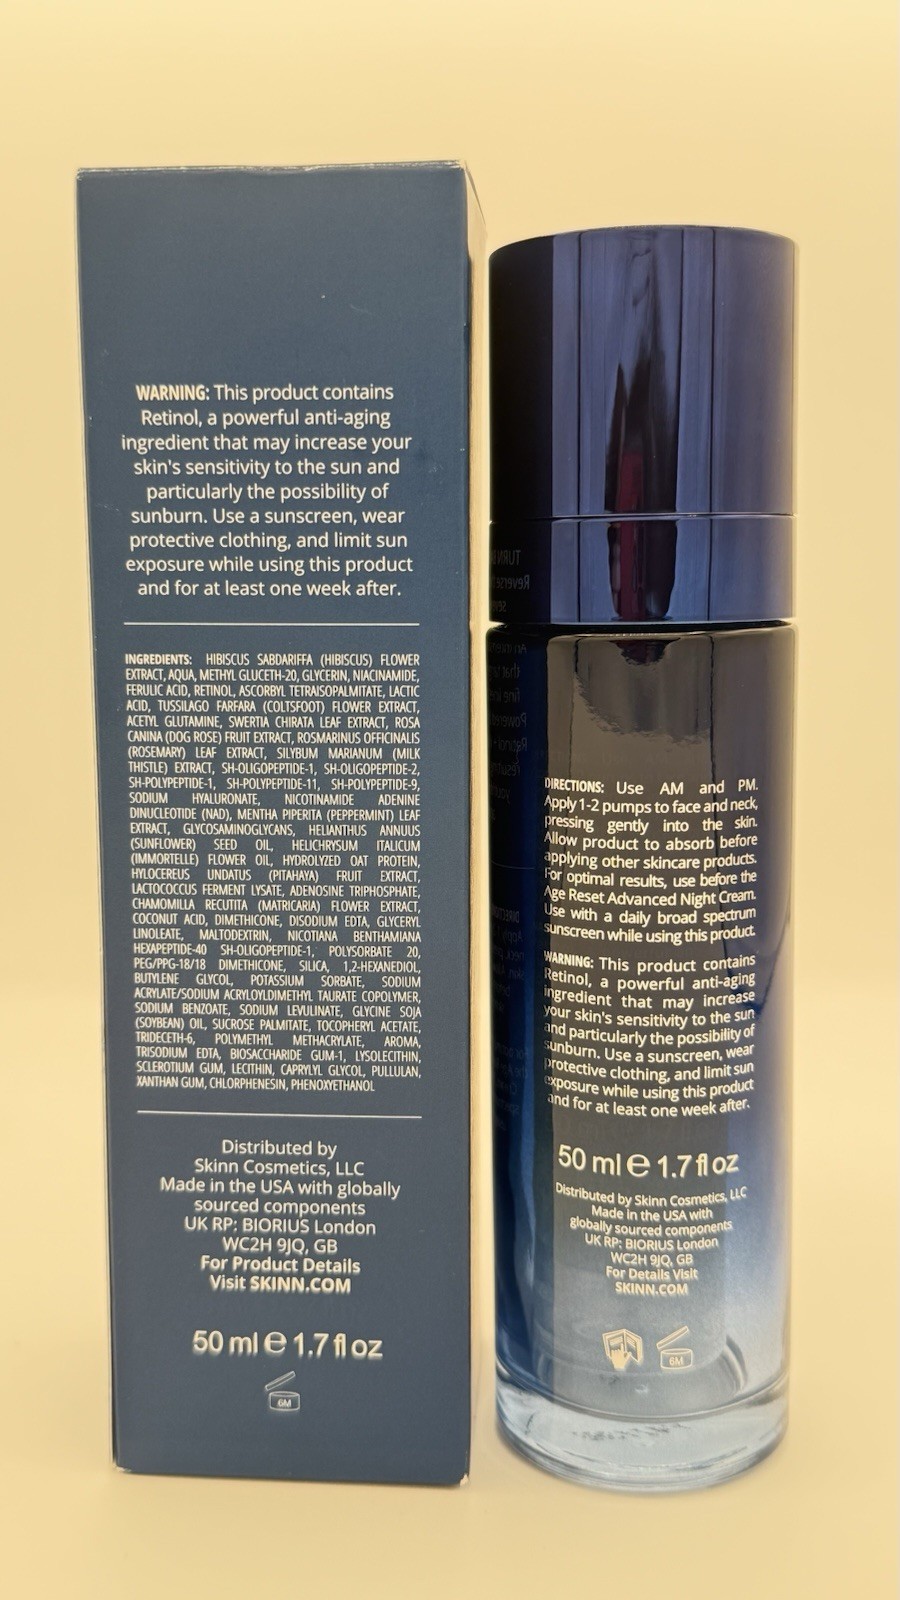 WARNING: This product contains
Retinol, a powerful anti-aging
ingredient that may increase your
skin's sensitivity to the sun and
particularly the possibility of
sunburn. Use a sunscreen, wear
protective clothing, and limit sun
exposure while using this product
and for at least one week after.
INGREDIENTS: HIBISCUS SABDARIFFA (HIBISCUS) FLOWER
EXTRACT, AQUA, METHYL GLUCETH-20, GLYCERIN, NIACINAMIDE,
FERULIC ACID, RETINOL, ASCORBYL TETRAISOPALMITATE, LACTIC
ACID, TUSSILAGO FARFARA (COLTSFOOT) FLOWER EXTRACT,
ACETYL GLUTAMINE, SWERTIA CHIRATA LEAF EXTRACT, ROSA
CANINA (DOG ROSE) FRUIT EXTRACT, ROSMARINUS OFFICINALIS
(ROSEMARY) LEAF EXTRACT, SILYBUM MARIANUM (MILK
THISTLE) EXTRACT, SH-OLIGOPEPTIDE-1, SH-OLIGOPEPTIDE-2,
SH-POLYPEPTIDE-1, SH-POLYPEPTIDE-11, SH-POLYPEPTIDE-9,
SODIUM HYALURONATE, NICOTINAMIDE ADENINE
DINUCLEOTIDE (NAD), MENTHA PIPERITA (PEPPERMINT) LEAF
EXTRACT, GLYCOSAMINOGLYCANS, HELIANTHUS ANNUUS
(SUNFLOWER) SEED OIL, HELICHRYSUM ITALICUM
(IMMORTELLE) FLOWER OIL, HYDROLYZED OAT PROTEIN,
HYLOCEREUS UNDATUS (PITAHAYA) FRUIT EXTRACT,
LACTOCOCCUS FERMENT LYSATE, ADENOSINE TRIPHOSPHATE,
CHAMOMILLA RECUTITA (MATRICARIA) FLOWER EXTRACT,
COCONUT ACID, DIMETHICONE, DISODIUM EDTA, GLYCERYL
LINOLEATE, MALTODEXTRIN, NICOTIANA BENTHAMIANA
HEXAPEPTIDE-40 SH-OLIGOPEPTIDE-1, POLYSORBATE 20,
PEG/PPG-18/18 DIMETHICONE, SILICA, 1,2-HEXANEDIOL,
BUTYLENE GLYCOL, POTASSIUM SORBATE, SODIUM
ACRYLATE/SODIUM ACRYLOYLDIMETHYL TAURATE COPOLYMER,
SODIUM BENZOATE, SODIUM LEVULINATE, GLYCINE SOJA
(SOYBEAN) OIL, SUCROSE PALMITATE, TOCOPHERYL ACETATE,
TRIDECETH-6, POLYMETHYL METHACRYLATE, AROMA,
TRISODIUM EDTA, BIOSACCHARIDE GUM-1, LYSOLECITHIN,
SCLEROTIUM GUM, LECITHIN, CAPRYLYL GLYCOL, PULLULAN,
XANTHAN GUM, CHLORPHENESIN, PHENOXYETHANOL
Distributed by
Skinn Cosmetics, LLC
Made in the USA with globally
sourced components
UK RP: BIORIUS London
WC2H 9JQ, GB
For Product Details
Visit SKINN.COM
50 ml ℮ 1.7 fl oz
6M
DIRECTIONS: Use AM and PM.
Apply 1-2 pumps to face and neck,
pressing gently into the skin.
Allow product to absorb before
applying other skincare products.
For optimal results, use before the
Age Reset Advanced Night Cream.
Use with a daily broad spectrum
sunscreen while using this product.
WARNING: This product contains
Retinol, a powerful anti-aging
ingredient that may increase
your skin's sensitivity to the sun
and particularly the possibility of
sunburn. Use a sunscreen, wear
protective clothing, and limit sun
exposure while using this product
and for at least one week after.
50 ml ℮ 1.7 fl oz
Distributed by Skinn Cosmetics, LLC
Made in the USA with
globally sourced components
UK RP: BIORIUS London
WC2H 9JQ, GB
For Details Visit
SKINN.COM
6M